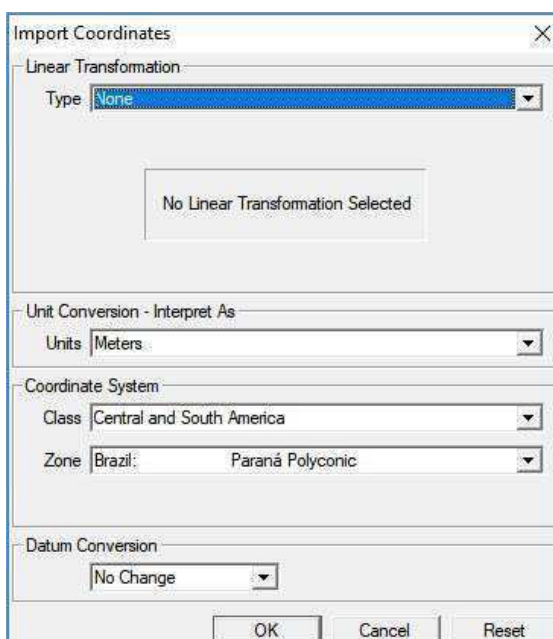 Import Coordinates
Linear Transformation
Type None
No Linear Transformation Selected
Unit Conversion - Interpret As
Units Meters
Coordinate System
Class Central and South America
Zone Brazil: Paraná Polyconic
Datum Conversion
No Change
OK Cancel Reset